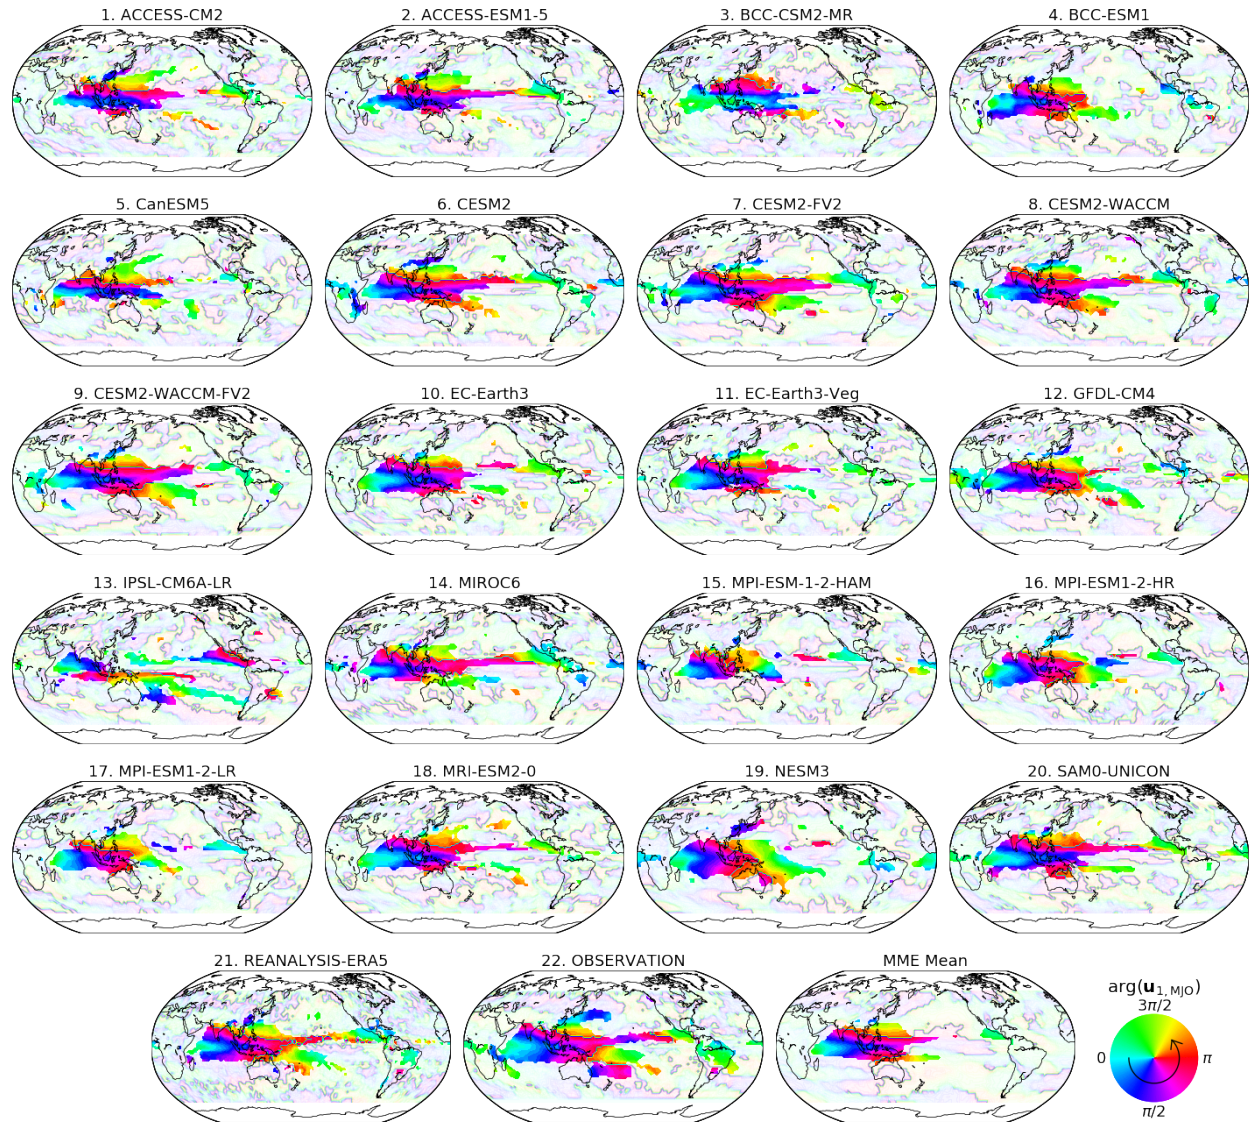 1. ACCESS-CM2
2. ACCESS-ESM1-5
3. BCC-CSM2-MR
4. BCC-ESM1
5. CanESM5
6. CESM2
7. CESM2-FV2
8. CESM2-WACCM
9. CESM2-WACCM-FV2
10. EC-Earth3
11. EC-Earth3-Veg
12. GFDL-CM4
13. IPSL-CM6A-LR
14. MIROC6
15. MPI-ESM-1-2-HAM
16. MPI-ESM1-2-HR
17. MPI-ESM1-2-LR
18. MRI-ESM2-0
19. NESM3
20. SAM0-UNICON
21. REANALYSIS-ERA5
22. OBSERVATION
MME Mean
arg(u1, MJO)
3π/2
0
π
π/2